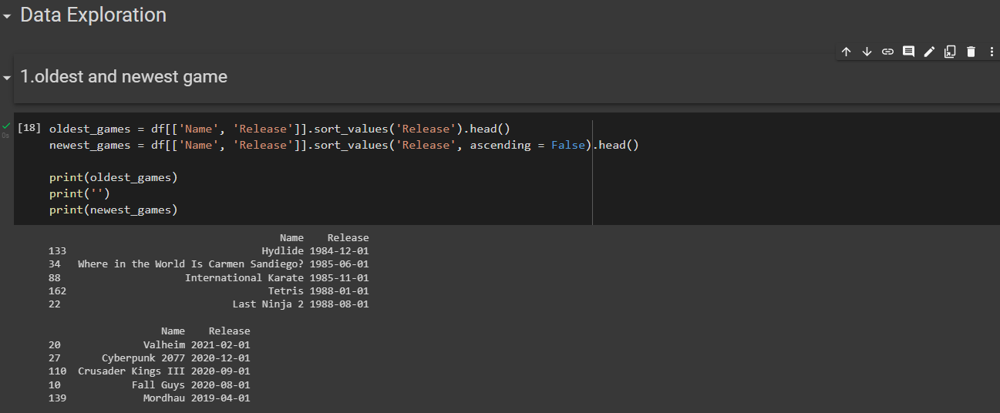 Data Exploration
1.oldest and newest game
0s
[18] oldest_games = df[['Name', 'Release']].sort_values('Release').head()
newest_games = df[['Name', 'Release']].sort_values('Release', ascending = False).head()
print(oldest_games)
print('')
print(newest_games)
Name Release
133 Hydlide 1984-12-01
34 Where in the World Is Carmen Sandiego? 1985-06-01
88 International Karate 1985-11-01
162 Tetris 1988-01-01
22 Last Ninja 2 1988-08-01
Name Release
20 Valheim 2021-02-01
27 Cyberpunk 2077 2020-12-01
110 Crusader Kings III 2020-09-01
10 Fall Guys 2020-08-01
139 Mordhau 2019-04-01